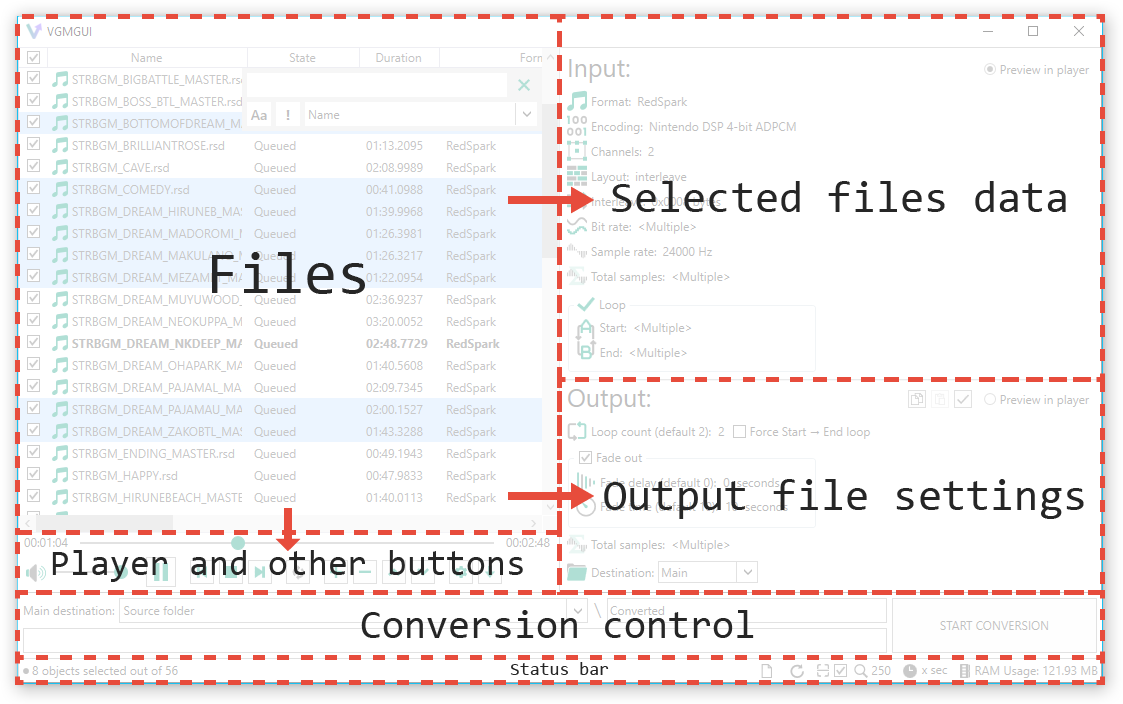 VGMGUI
Name State Duration Form
STRBGM_BIGBATTLE_MASTER.rsd
STRBGM_BOSS_BTL_MASTER.rsd
Aa ! Name
STRBGM_BOTTOMOFDREAM_MA
STRBGM_BRILLIANTROSE.rsd Queued 01:13.2095 RedSpark
STRBGM_CAVE.rsd Queued 02:08.9989 RedSpark
STRBGM_COMEDY.rsd Queued 00:41.0988 RedSpark
STRBGM_DREAM_HIRUNEB_MAS Queued 01:39.9968 RedSpark
STRBGM_DREAM_MADOROMI_M Queued 01:26.3981 RedSpark
STRBGM_DREAM_MAKULANO_M Queued 01:26.3217 RedSpark
STRBGM_DREAM_MEZAM Queued 01:22.0954 RedSpark
Files
STRBGM_DREAM_MUYUWOOD_ Queued 02:36.9237 RedSpark
STRBGM_DREAM_NEOKUPPA_M Queued 03:20.0052 RedSpark
STRBGM_DREAM_NKDEEP_MA Queued 02:48.7729 RedSpark
STRBGM_DREAM_OHAPARK_MA Queued 01:40.5608 RedSpark
STRBGM_DREAM_PAJAMAL_MA Queued 02:09.7345 RedSpark
STRBGM_DREAM_PAJAMAU_MA Queued 02:00.1527 RedSpark
STRBGM_DREAM_ZAKOBTL_MAS Queued 01:43.3288 RedSpark
STRBGM_ENDING_MASTER.rsd Queued 00:49.1943 RedSpark
STRBGM_HAPPY.rsd Queued 00:47.9833 RedSpark
STRBGM_HIRUNEBEACH_MASTE Queued 01:40.0113 RedSpark
00:01:04 00:02:48
Player and other buttons
Input: Preview in player
Format: RedSpark
Encoding: Nintendo DSP 4-bit ADPCM
Channels: 2
Layout: interleave
Selected files data
Bit rate: <Multiple>
Sample rate: 24000 Hz
Total samples: <Multiple>
Loop
Start: <Multiple>
End: <Multiple>
Output: Preview in player
Loop count (default 2): 2 Force Start → End loop
Fade out
Fade delay (default 0): 0 seconds
Output file settings
Total samples: <Multiple>
Destination: Main
Main destination: Source folder \ Converted
Conversion control
START CONVERSION
8 objects selected out of 56 Status bar 250 x sec RAM Usage: 121.93 MB